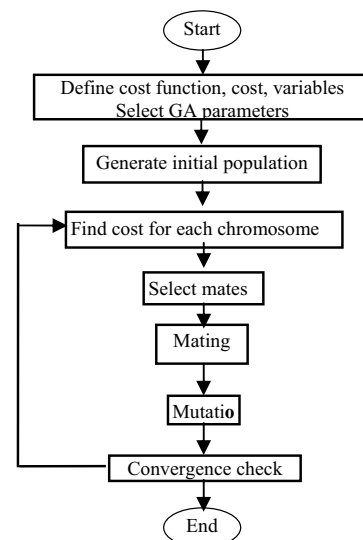 Start
Define cost function, cost, variables
Select GA parameters
Generate initial population
Find cost for each chromosome
Select mates
Mating
Mutatio
Convergence check
End